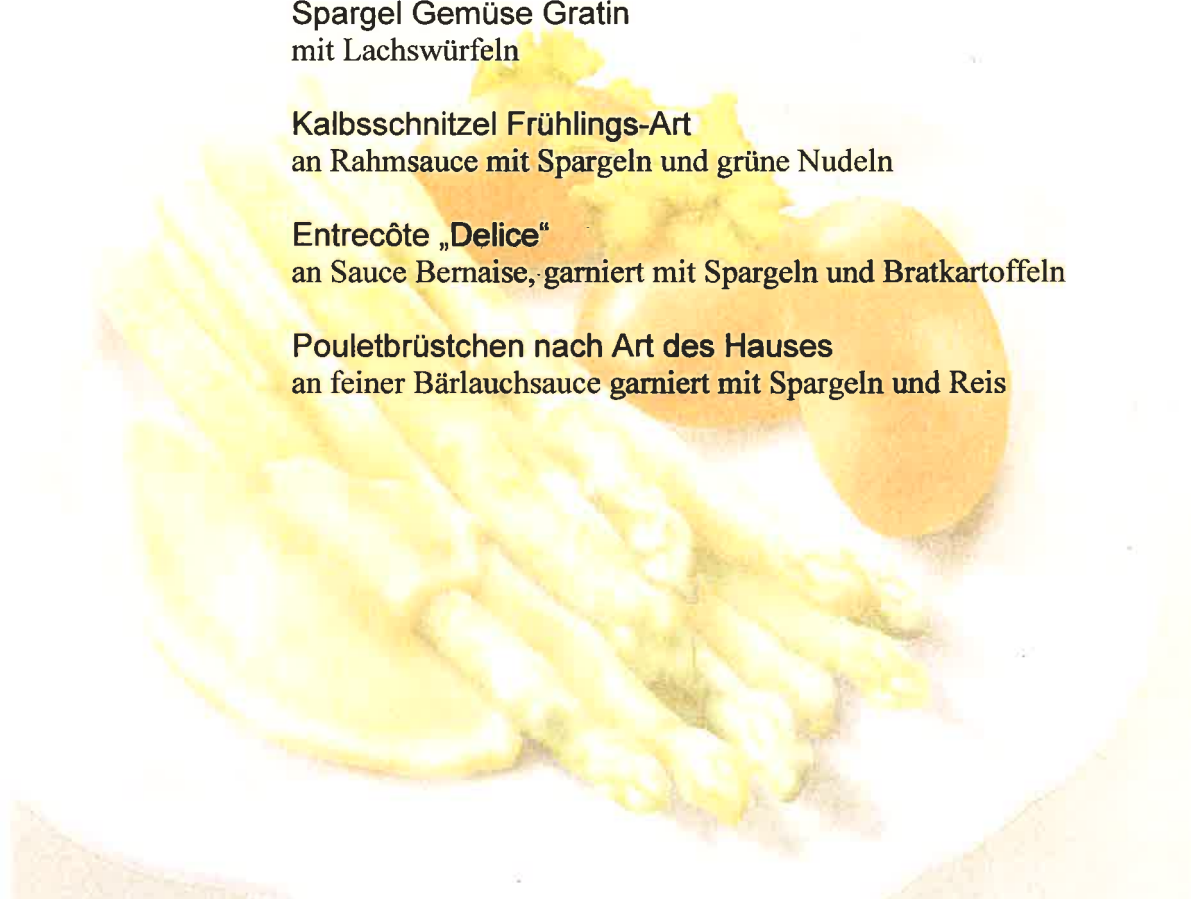 Spargel Gemüse Gratin
mit Lachswürfeln
Kalbsschnitzel Frühlings-Art
an Rahmsauce mit Spargeln und grüne Nudeln
Entrecôte „Delice“
an Sauce Bernaise, garniert mit Spargeln und Bratkartoffeln
Pouletbrüstchen nach Art des Hauses
an feiner Bärlauchsauce garniert mit Spargeln und Reis